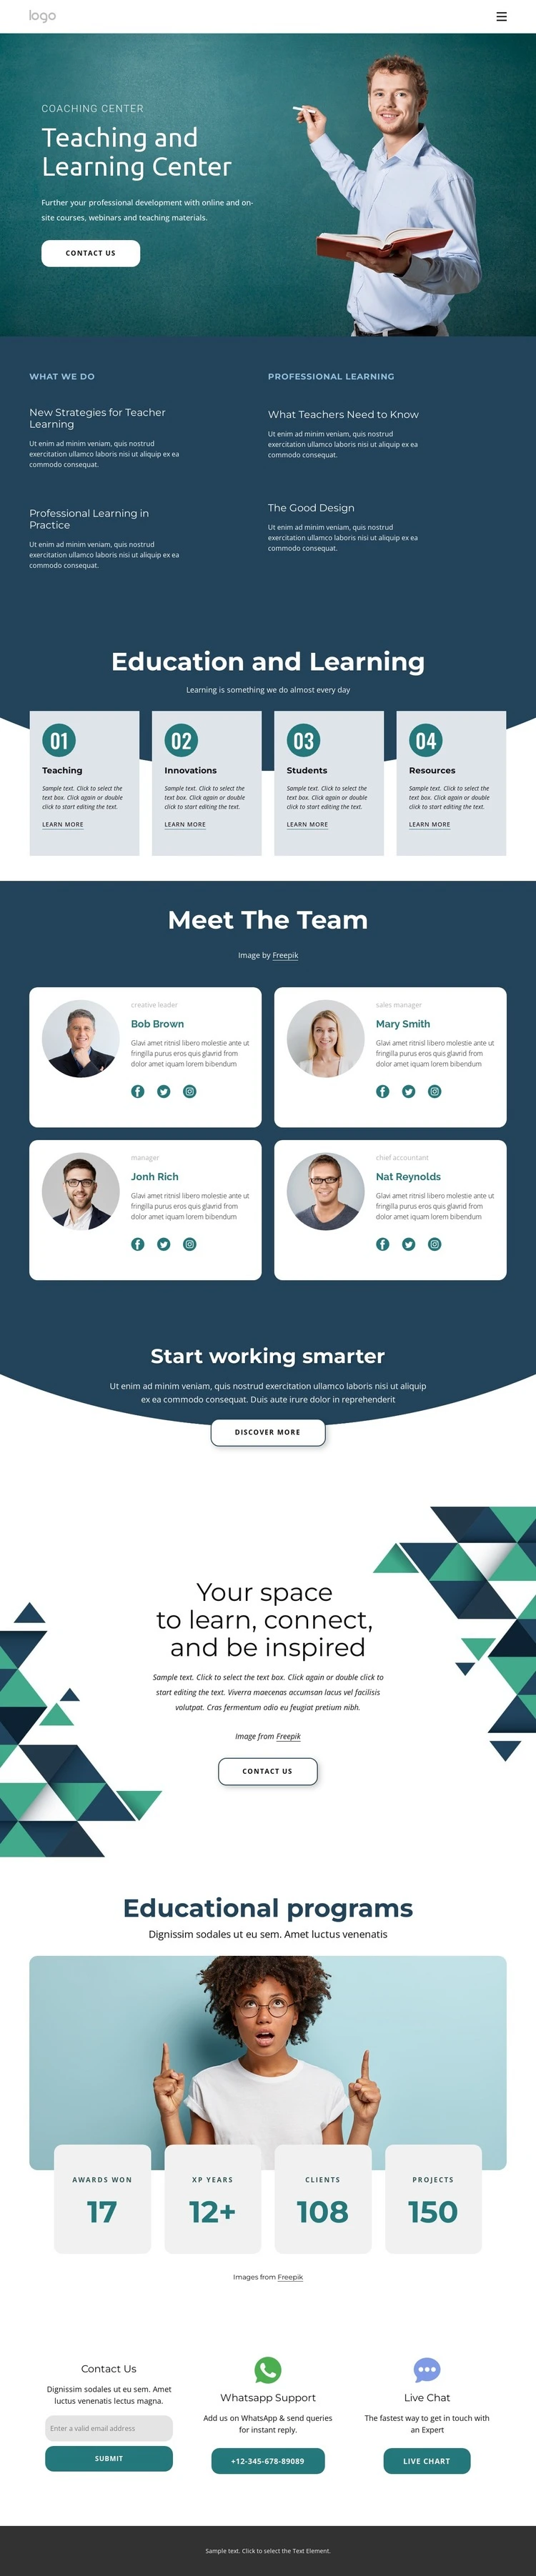 logo
COACHING CENTER
Teaching and
Learning Center
Further your professional development with online and on-
site courses, webinars and teaching materials.
CONTACT US
WHAT WE DO
New Strategies for Teacher
Learning
Ut enim ad minim veniam, quis nostrud
exercitation ullamco laboris nisi ut aliquip ex ea
commodo consequat.
Professional Learning in
Practice
Ut enim ad minim veniam, quis nostrud
exercitation ullamco laboris nisi ut aliquip ex ea
commodo consequat.
PROFESSIONAL LEARNING
What Teachers Need to Know
Ut enim ad minim veniam, quis nostrud
exercitation ullamco laboris nisi ut aliquip ex ea
commodo consequat.
The Good Design
Ut enim ad minim veniam, quis nostrud
exercitation ullamco laboris nisi ut aliquip ex ea
commodo consequat.
Education and Learning
Learning is something we do almost every day
01
Teaching
Sample text. Click to select the
text box. Click again or double
click to start editing the text.
LEARN MORE
02
Innovations
Sample text. Click to select the
text box. Click again or double
click to start editing the text.
LEARN MORE
03
Students
Sample text. Click to select the
text box. Click again or double
click to start editing the text.
LEARN MORE
04
Resources
Sample text. Click to select the
text box. Click again or double
click to start editing the text.
LEARN MORE
Meet The Team
Image by Freepik
creative leader
Bob Brown
Glavi amet ritnisl libero molestie ante ut
fringilla purus eros quis glavrid from
dolor amet iquam lorem bibendum
sales manager
Mary Smith
Glavi amet ritnisl libero molestie ante ut
fringilla purus eros quis glavrid from
dolor amet iquam lorem bibendum
manager
Jonh Rich
Glavi amet ritnisl libero molestie ante ut
fringilla purus eros quis glavrid from
dolor amet iquam lorem bibendum
chief accountant
Nat Reynolds
Glavi amet ritnisl libero molestie ante ut
fringilla purus eros quis glavrid from
dolor amet iquam lorem bibendum
Start working smarter
Ut enim ad minim veniam, quis nostrud exercitation ullamco laboris nisi ut aliquip
ex ea commodo consequat. Duis aute irure dolor in reprehenderit
DISCOVER MORE
Your space
to learn, connect,
and be inspired
Sample text. Click to select the text box. Click again or double click to
start editing the text. Viverra maecenas accumsan lacus vel facilisis
volutpat. Cras fermentum odio eu feugiat pretium nibh.
Image from Freepik
CONTACT US
Educational programs
Dignissim sodales ut eu sem. Amet luctus venenatis
AWARDS WON
17
XP YEARS
12+
CLIENTS
108
PROJECTS
150
Images from Freepik
Contact Us
Dignissim sodales ut eu sem. Amet
luctus venenatis lectus magna.
Enter a valid email address
SUBMIT
Whatsapp Support
Add us on WhatsApp & send queries
for instant reply.
+12-345-678-89089
Live Chat
The fastest way to get in touch with
an Expert
LIVE CHART
Sample text. Click to select the Text Element.